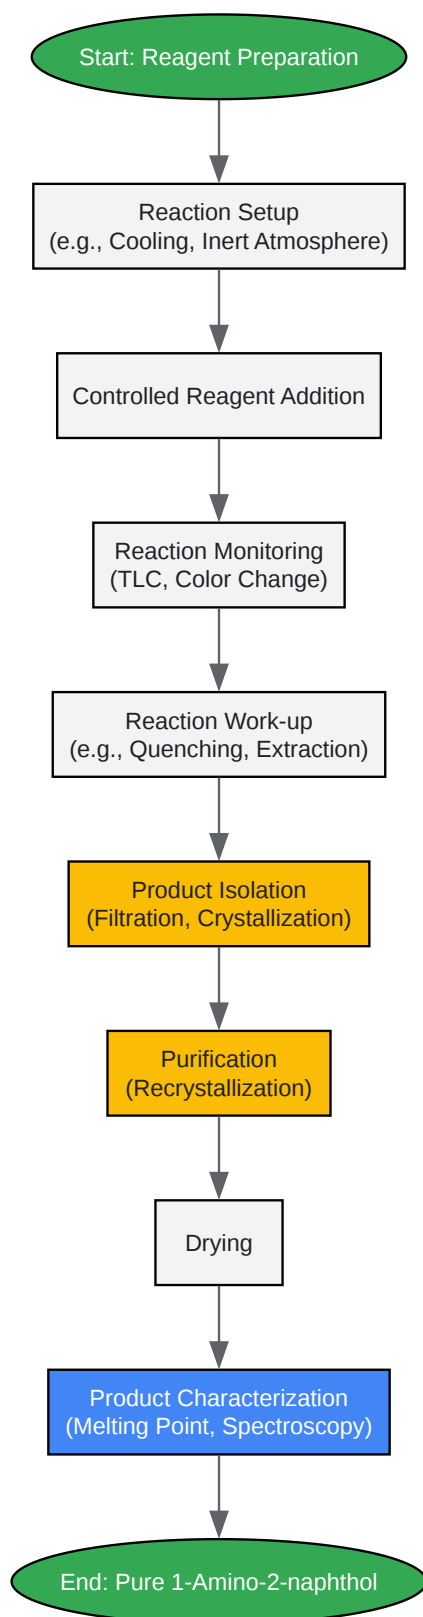 Start: Reagent Preparation
Reaction Setup
(e.g., Cooling, Inert Atmosphere)
Controlled Reagent Addition
Reaction Monitoring
(TLC, Color Change)
Reaction Work-up
(e.g., Quenching, Extraction)
Product Isolation
(Filtration, Crystallization)
Purification
(Recrystallization)
Drying
Product Characterization
(Melting Point, Spectroscopy)
End: Pure 1-Amino-2-naphthol